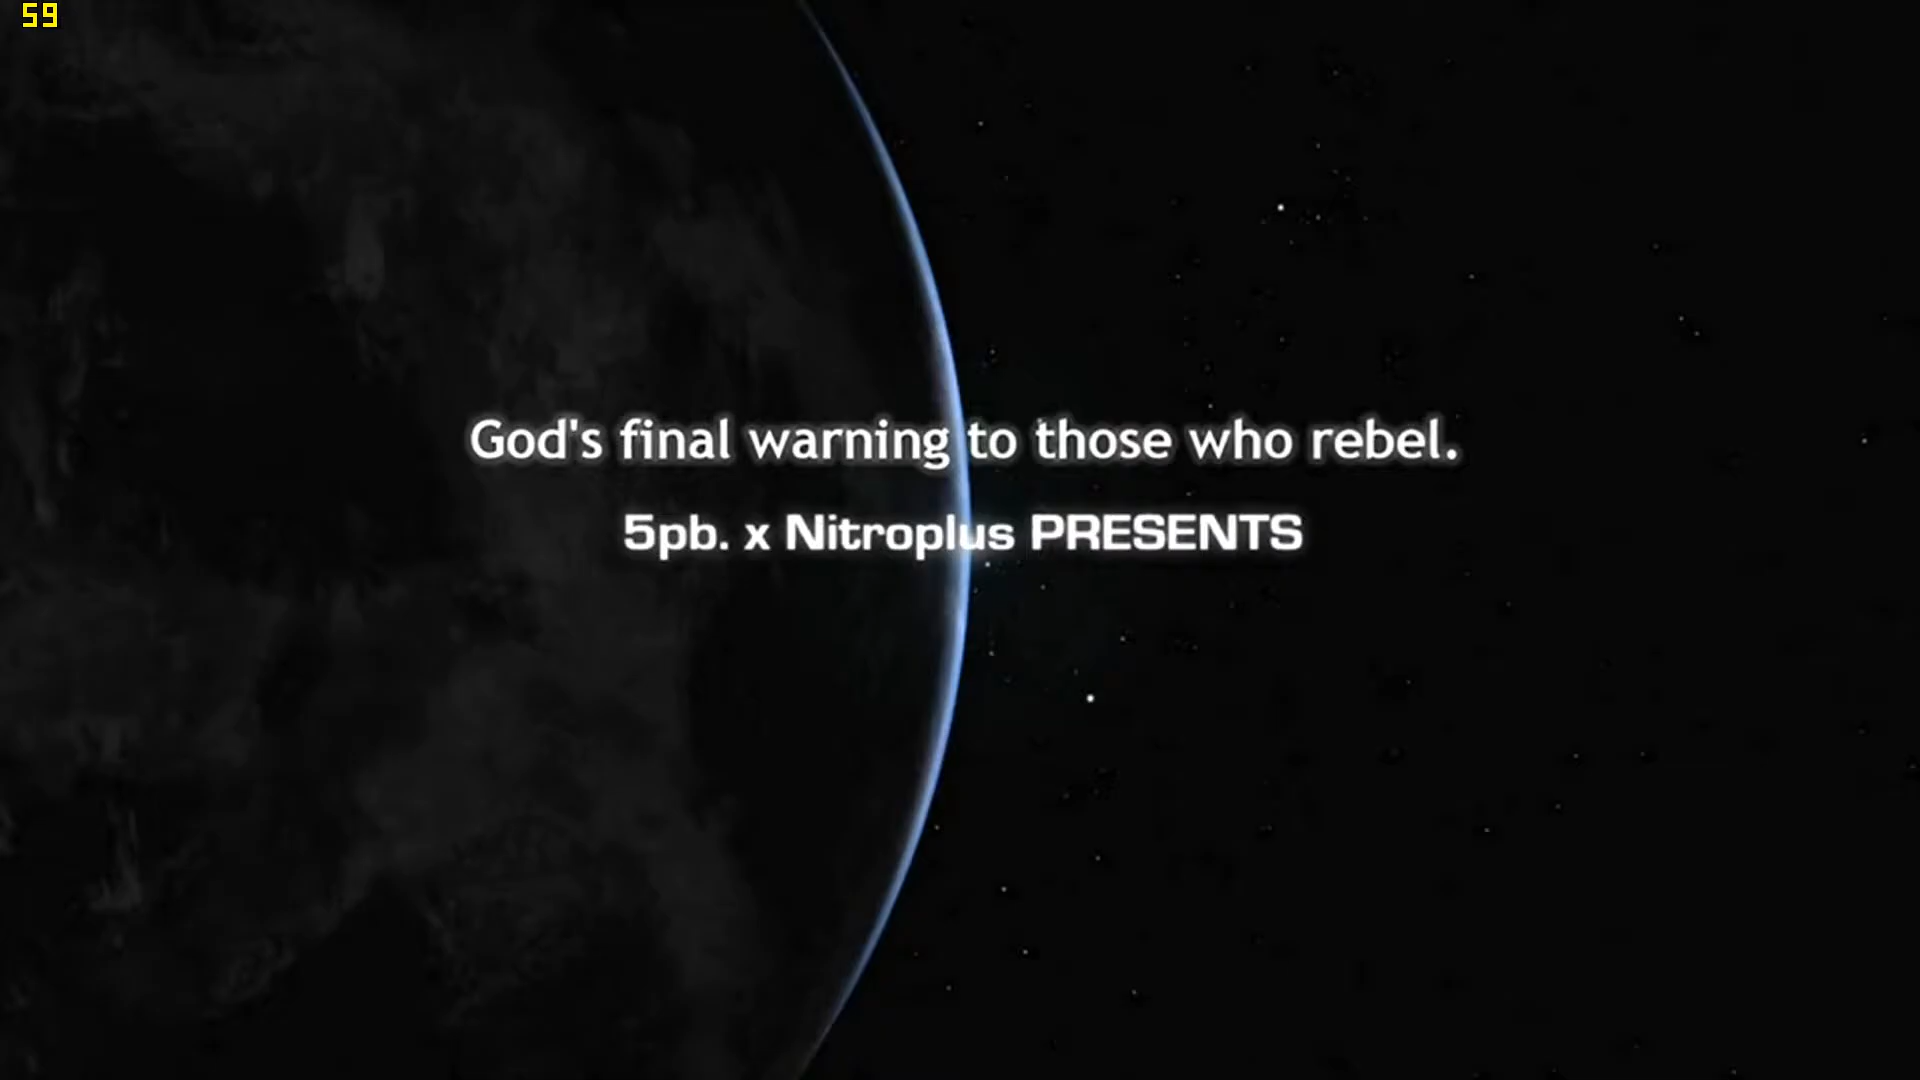 59
God's final warning to those who rebel.
5pb. x Nitroplus PRESENTS